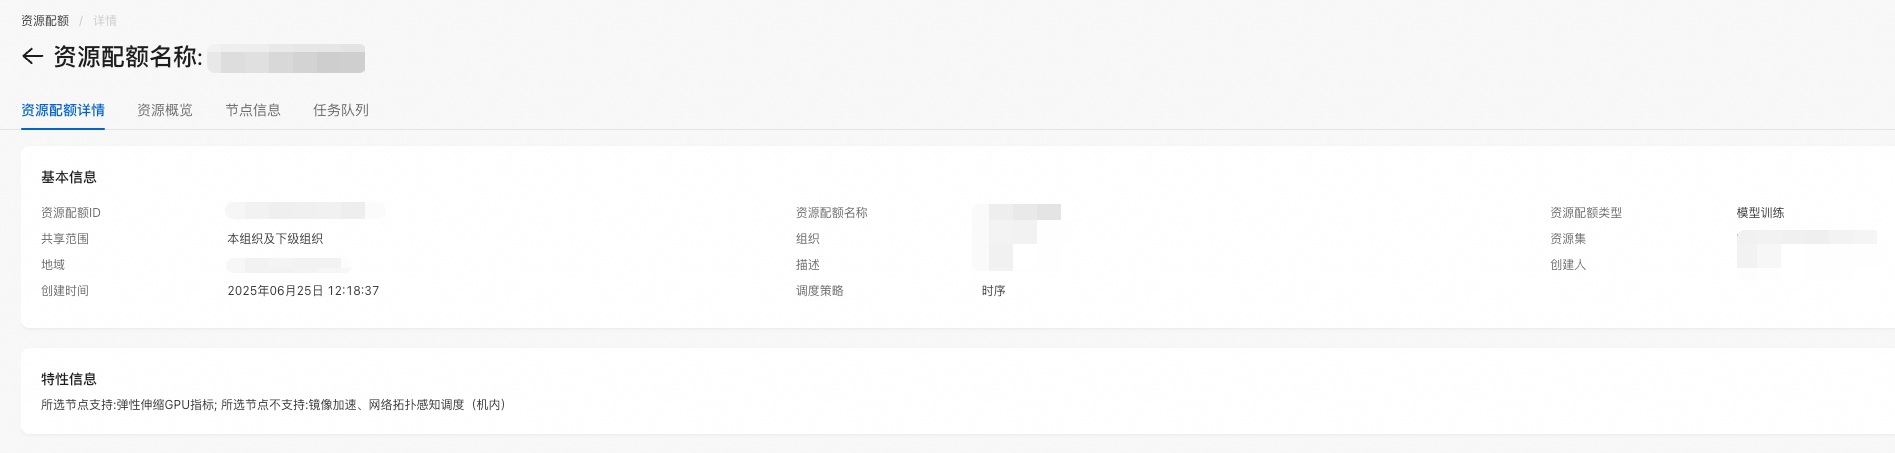 资源配额 / 详情
← 资源配额名称:
资源配额详情 资源概览 节点信息 任务队列
基本信息
资源配额ID 资源配额名称 资源配额类型 模型训练
共享范围 本组织及下级组织 组织 资源集
地域 描述 创建人
创建时间 2025年06月25日 12:18:37 调度策略 时序
特性信息
所选节点支持:弹性伸缩GPU指标; 所选节点不支持:镜像加速、网络拓扑感知调度（机内）